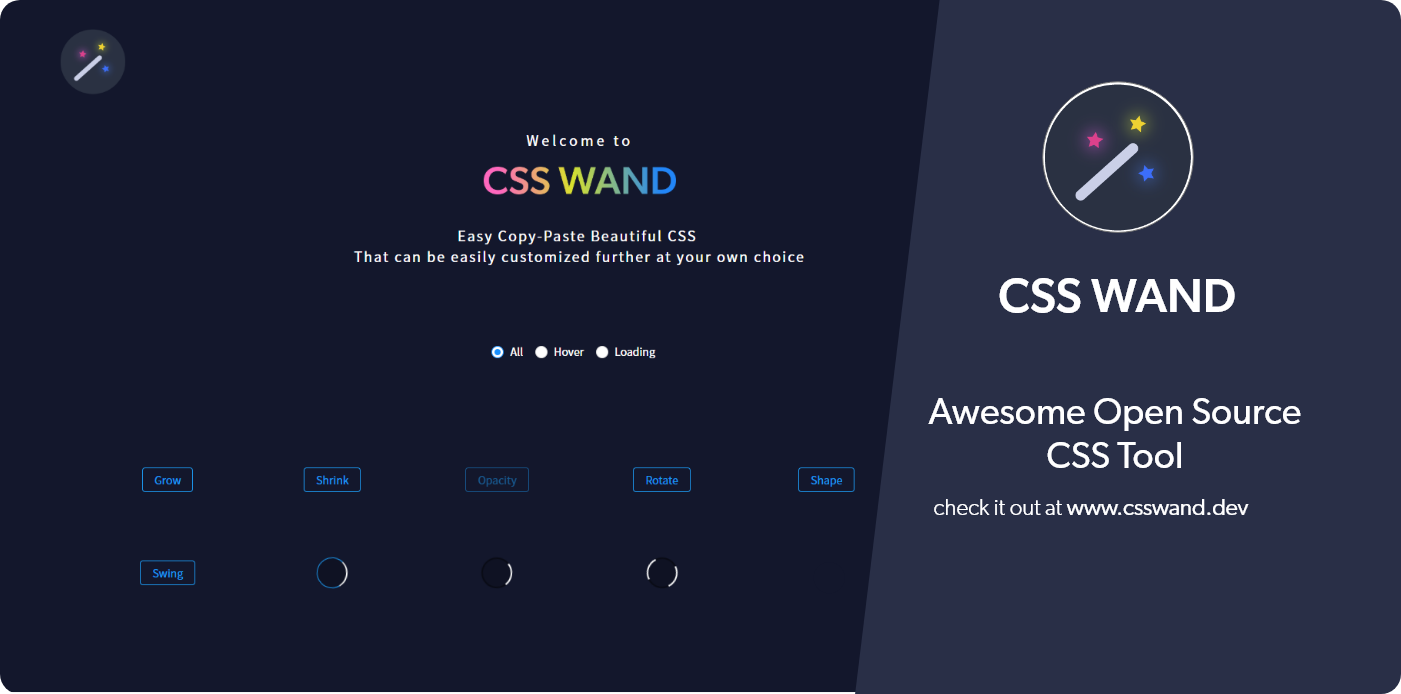 Welcome to
CSS WAND
Easy Copy-Paste Beautiful CSS
That can be easily customized further at your own choice
All Hover Loading
Grow Shrink Opacity Rotate Shape
Swing
CSS WAND
Awesome Open Source
CSS Tool
check it out at www.csswand.dev